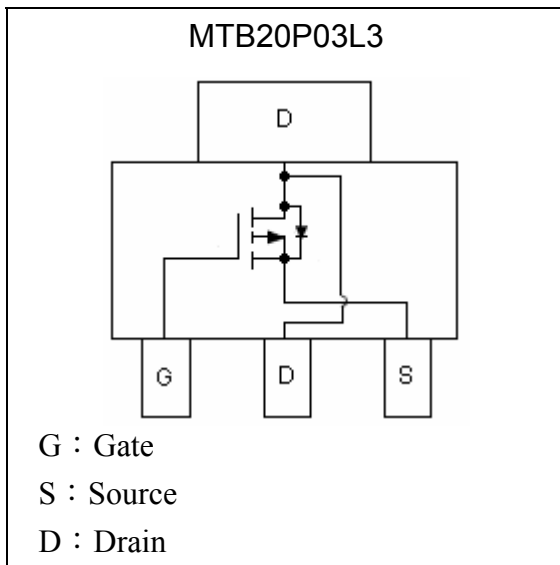 MTB20P03L3
D
G
D
S
G：Gate
S：Source
D：Drain